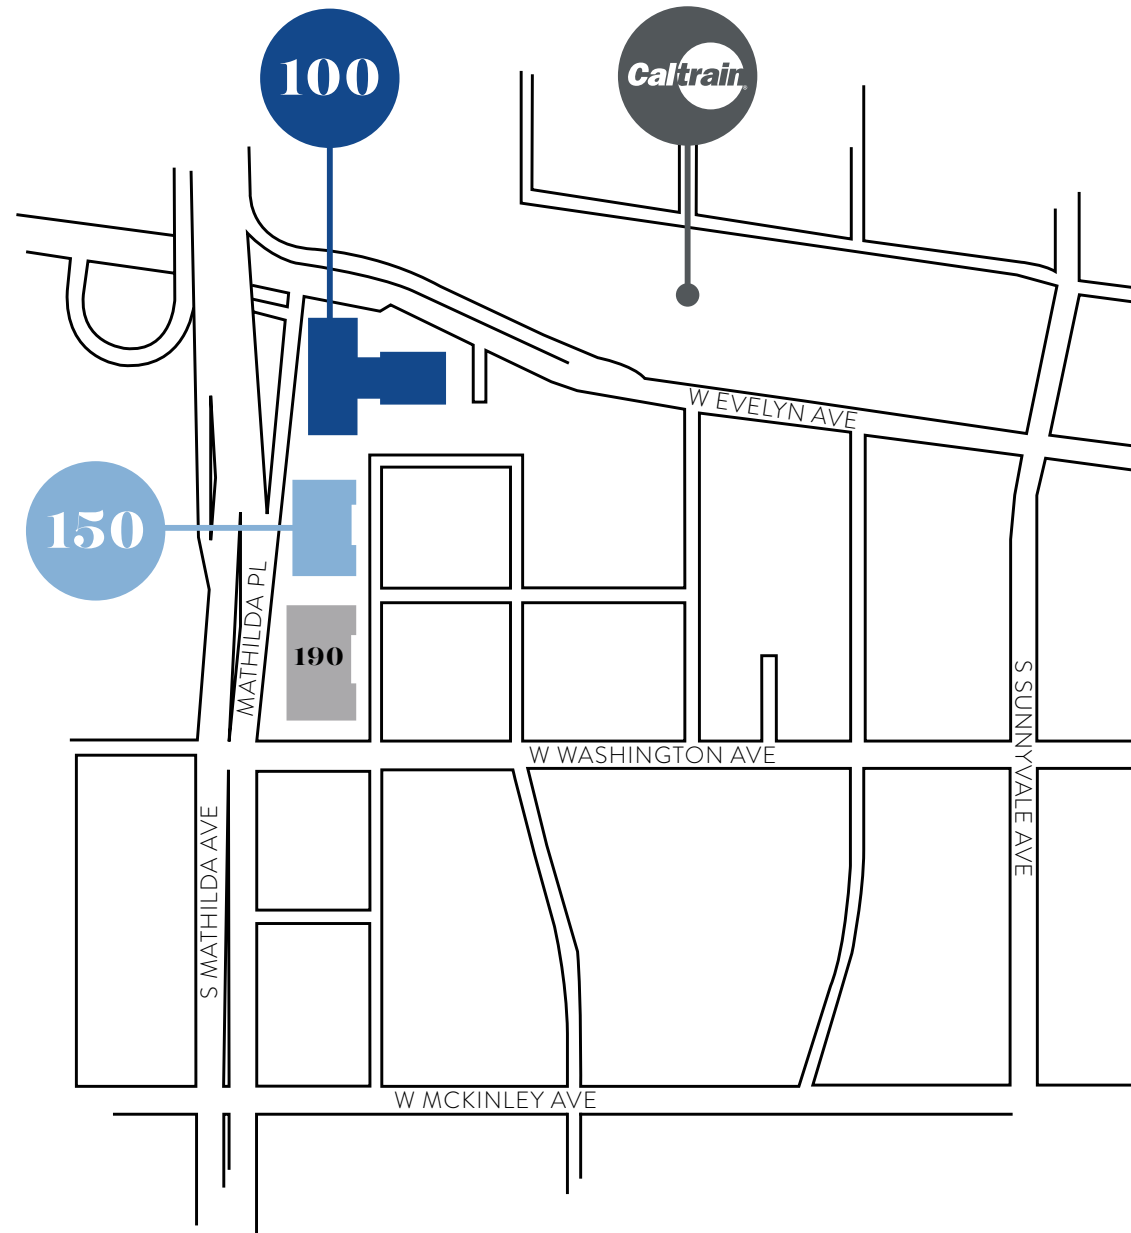 100
Caltrain®
W EVELYN AVE
150
MATHILDA PL
190
S SUNNYVALE AVE
W WASHINGTON AVE
S MATHILDA AVE
W MCKINLEY AVE